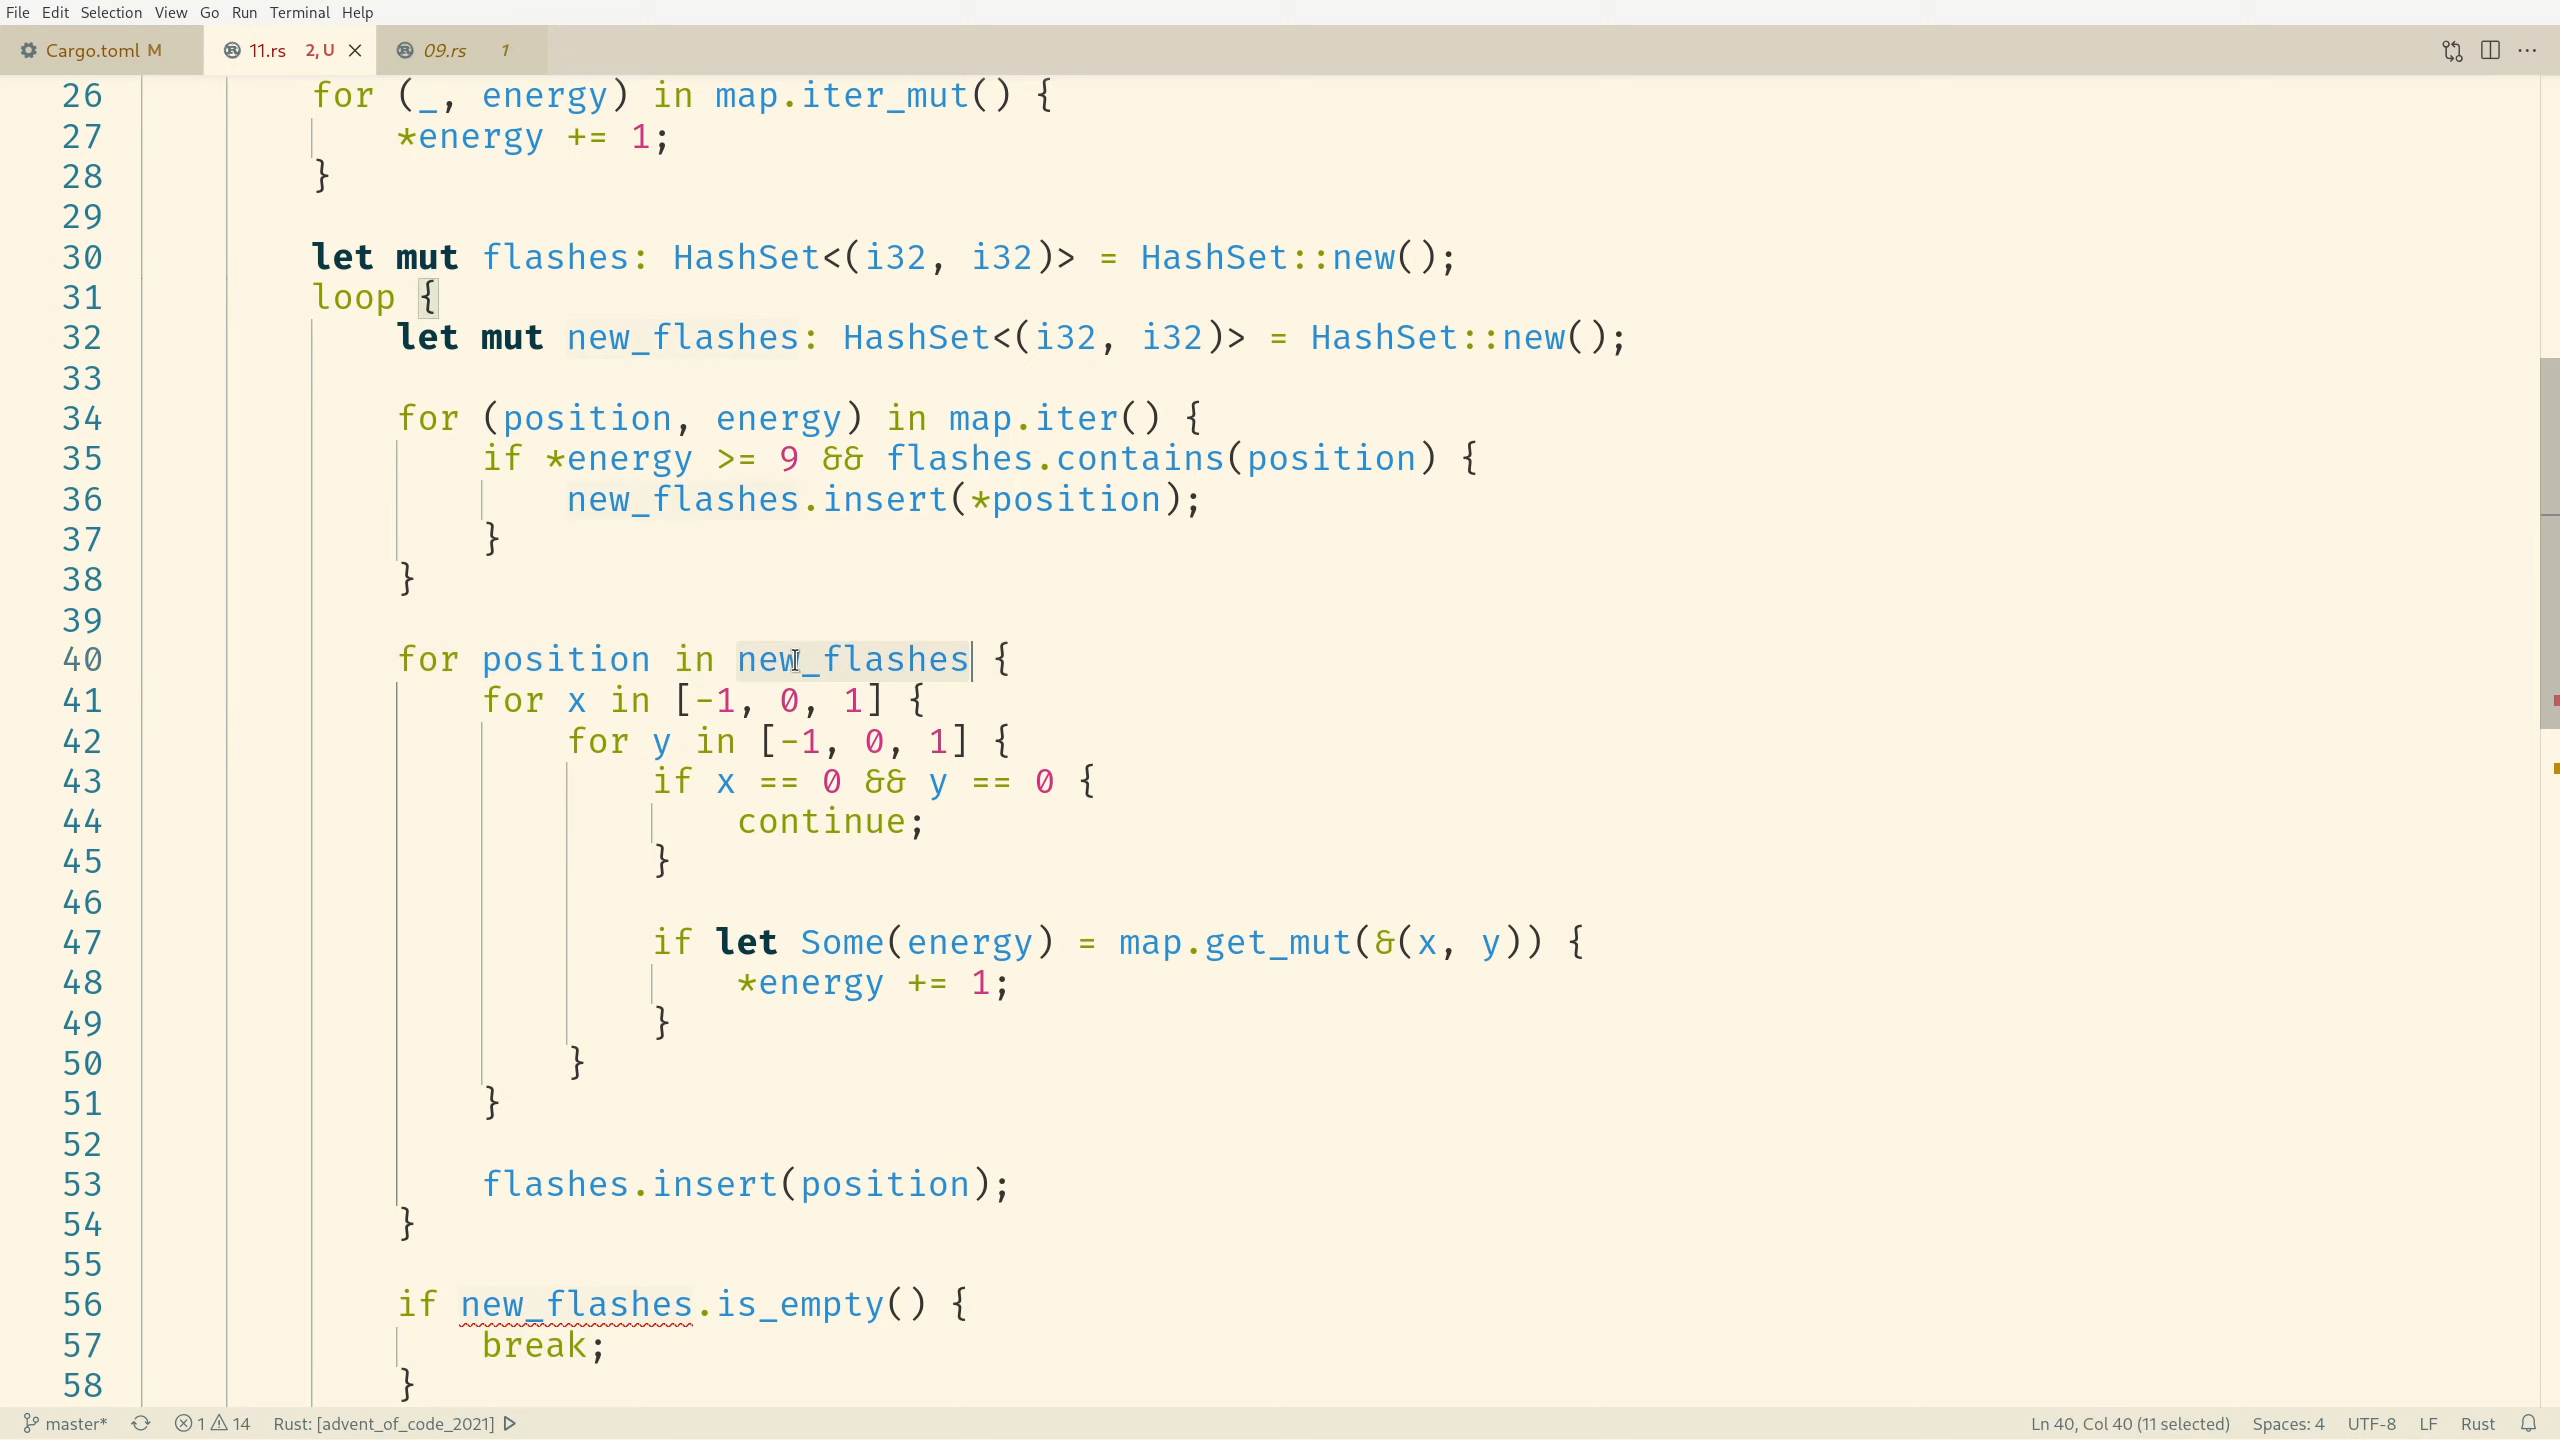 File Edit Selection View Go Run Terminal Help
Cargo.toml M 11.rs 2, U 09.rs 1
26 for (_, energy) in map.iter_mut() {
27 *energy += 1;
28 }
29
30 let mut flashes: HashSet<(i32, i32)> = HashSet::new();
31 loop {
32 let mut new_flashes: HashSet<(i32, i32)> = HashSet::new();
33
34 for (position, energy) in map.iter() {
35 if *energy >= 9 && flashes.contains(position) {
36 new_flashes.insert(*position);
37 }
38 }
39
40 for position in new_flashes {
41 for x in [-1, 0, 1] {
42 for y in [-1, 0, 1] {
43 if x == 0 && y == 0 {
44 continue;
45 }
46
47 if let Some(energy) = map.get_mut(&(x, y)) {
48 *energy += 1;
49 }
50 }
51 }
52
53 flashes.insert(position);
54 }
55
56 if new_flashes.is_empty() {
57 break;
58 }
master* 1 14 Rust: [advent_of_code_2021] Ln 40, Col 40 (11 selected) Spaces: 4 UTF-8 LF Rust